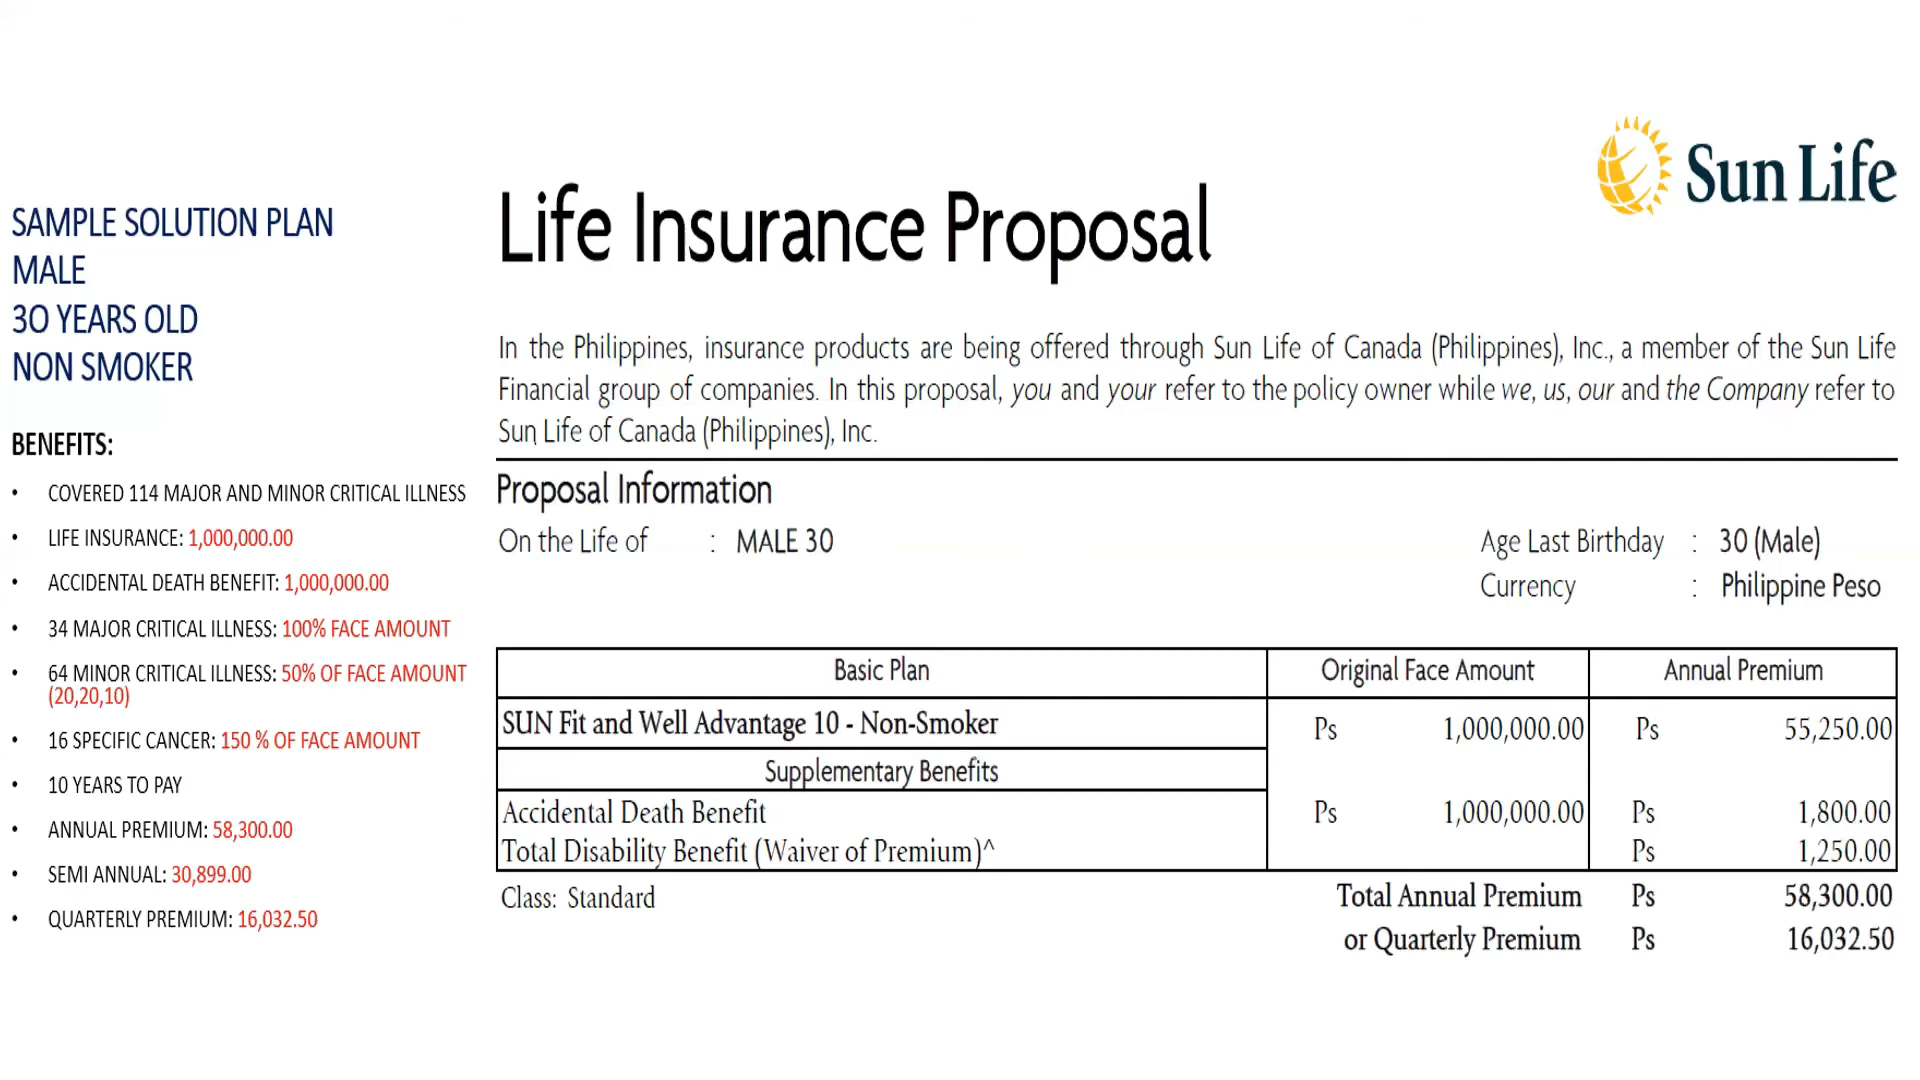 Sun Life
SAMPLE SOLUTION PLAN
MALE
3O YEARS OLD
NON SMOKER
BENEFITS:
• COVERED 114 MAJOR AND MINOR CRITICAL ILLNESS
• LIFE INSURANCE: 1,000,000.00
• ACCIDENTAL DEATH BENEFIT: 1,000,000.00
• 34 MAJOR CRITICAL ILLNESS: 100% FACE AMOUNT
• 64 MINOR CRITICAL ILLNESS: 50% OF FACE AMOUNT
(20,20,10)
• 16 SPECIFIC CANCER: 150 % OF FACE AMOUNT
• 10 YEARS TO PAY
• ANNUAL PREMIUM: 58,300.00
• SEMI ANNUAL: 30,899.00
• QUARTERLY PREMIUM: 16,032.50
Life Insurance Proposal
In the Philippines, insurance products are being offered through Sun Life of Canada (Philippines), Inc., a member of the Sun Life
Financial group of companies. In this proposal, you and your refer to the policy owner while we, us, our and the Company refer to
Sun Life of Canada (Philippines), Inc.
Proposal Information
On the Life of : MALE 30 Age Last Birthday : 30 (Male)
Currency : Philippine Peso
Basic Plan Original Face Amount Annual Premium
SUN Fit and Well Advantage 10 - Non-Smoker Ps 1,000,000.00 Ps 55,250.00
Supplementary Benefits
Accidental Death Benefit Ps 1,000,000.00 Ps 1,800.00
Total Disability Benefit (Waiver of Premium)^ Ps 1,250.00
Class: Standard Total Annual Premium Ps 58,300.00
or Quarterly Premium Ps 16,032.50